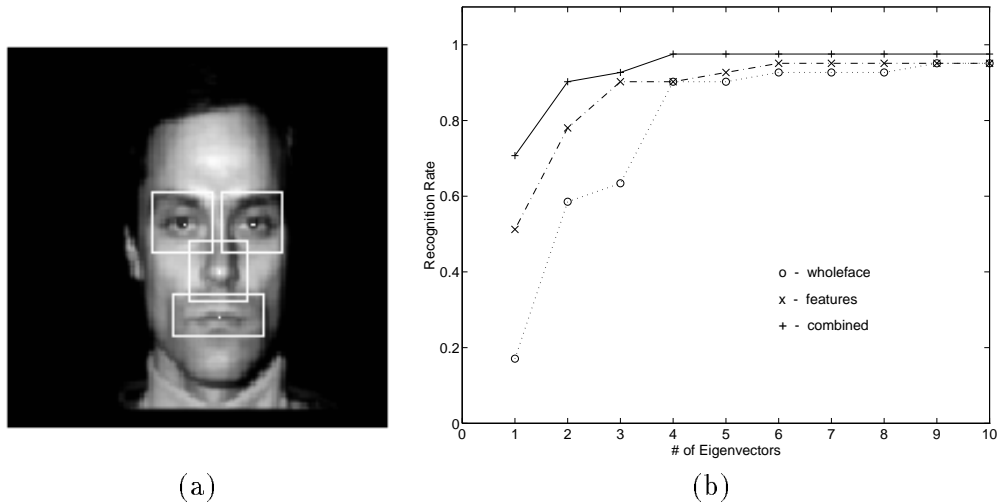 1
0.8
0.6
0.4
0.2
0
Recognition Rate
o - wholeface
x - features
+ - combined
0 1 2 3 4 5 6 7 8 9 10
# of Eigenvectors
(a) (b)